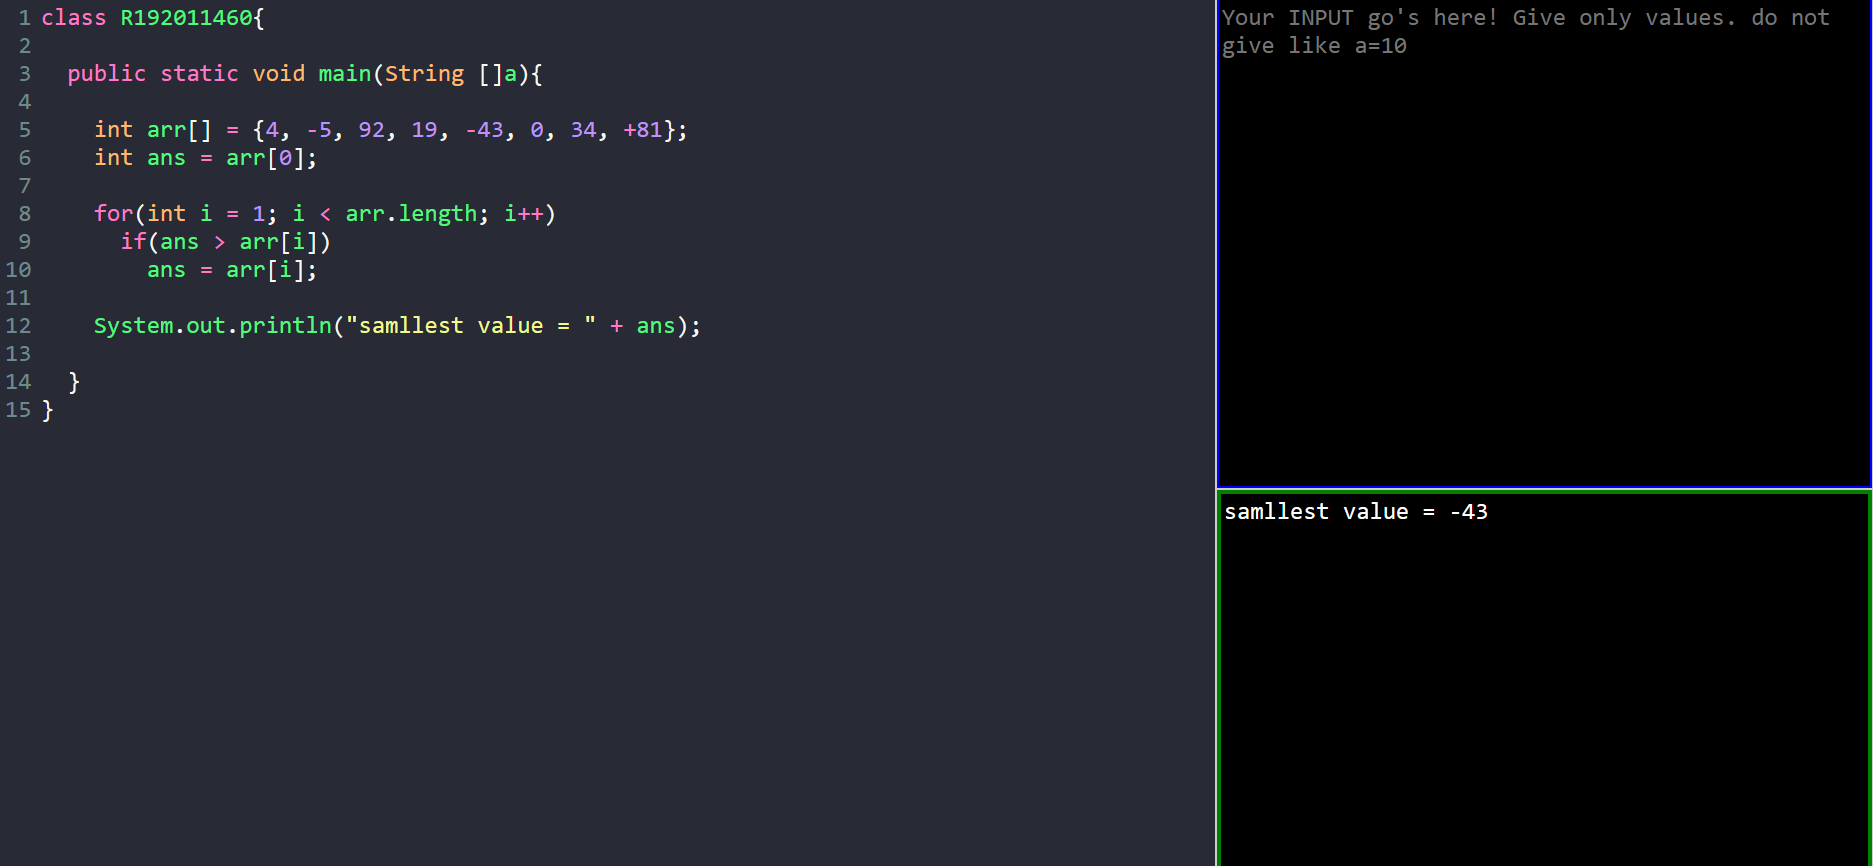 1 class R192011460{
2
3   public static void main(String []a){
4
5     int arr[] = {4, -5, 92, 19, -43, 0, 34, +81};
6     int ans = arr[0];
7
8     for(int i = 1; i < arr.length; i++)
9       if(ans > arr[i])
10         ans = arr[i];
11
12     System.out.println("samllest value = " + ans);
13
14   }
15 }
Your INPUT go's here! Give only values. do not
give like a=10
samllest value = -43